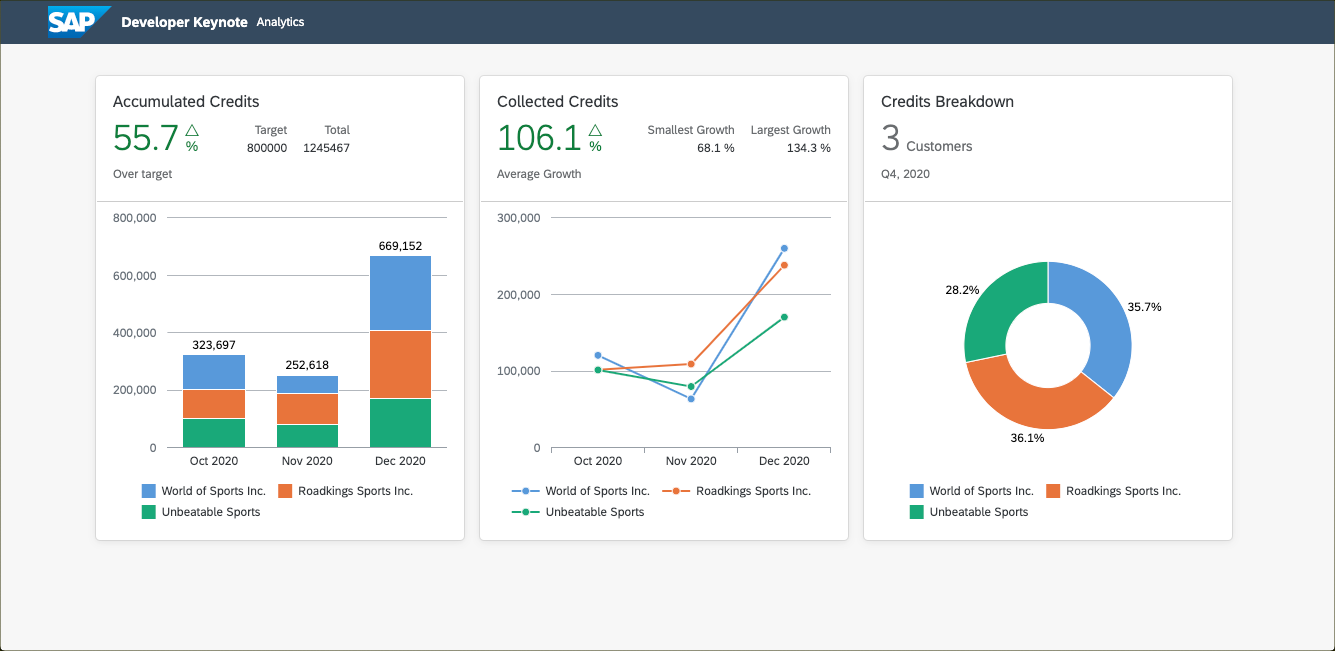 SAP Developer Keynote Analytics
Accumulated Credits
55.7 %
Target Total
800000 1245467
Over target
800,000
600,000
400,000
200,000
0
669,152
323,697
252,618
Oct 2020 Nov 2020 Dec 2020
World of Sports Inc. Roadkings Sports Inc.
Unbeatable Sports
Collected Credits
106.1 %
Smallest Growth Largest Growth
68.1 % 134.3 %
Average Growth
300,000
200,000
100,000
0
Oct 2020 Nov 2020 Dec 2020
World of Sports Inc. Roadkings Sports Inc.
Unbeatable Sports
Credits Breakdown
3 Customers
Q4, 2020
28.2%
35.7%
36.1%
World of Sports Inc. Roadkings Sports Inc.
Unbeatable Sports